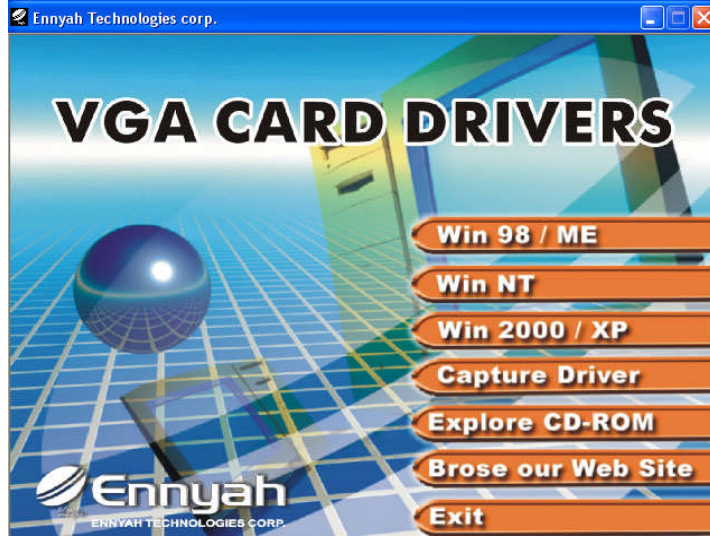 Ennyah Technologies corp.
VGA CARD DRIVERS
Win 98 / ME
Win NT
Win 2000 / XP
Capture Driver
Explore CD-ROM
Brose our Web Site
Exit
Ennyah
ENNYAH TECHNOLOGIES CORP.